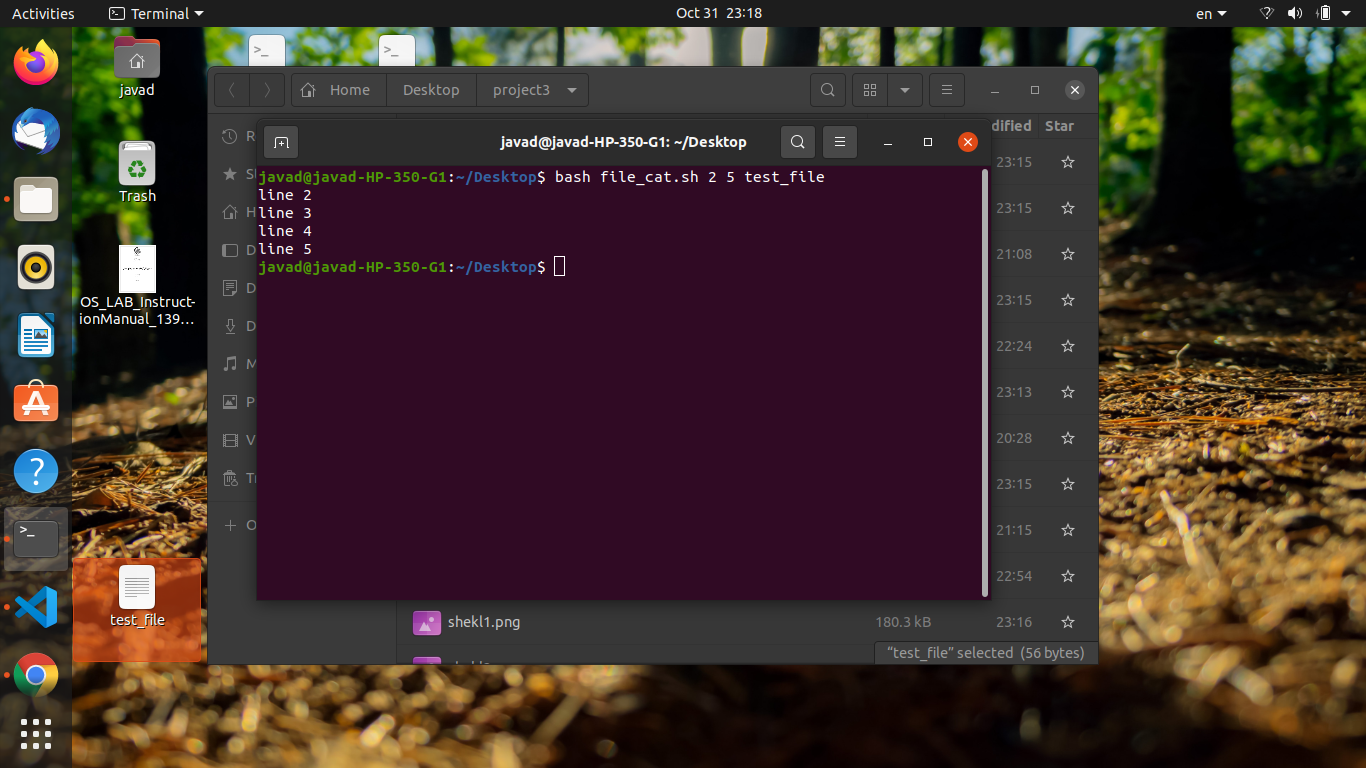 Activities
Terminal
Oct 31 23:18
en
javad
Trash
OS_LAB_Instruct-
ionManual_139...
test_file
>_
>_
Home
Desktop
project3
dified
Star
23:15
23:15
21:08
23:15
22:24
23:13
20:28
23:15
21:15
22:54
shekl1.png
180.3 kB
23:16
"test_file" selected (56 bytes)
javad@javad-HP-350-G1: ~/Desktop
javad@javad-HP-350-G1:~/Desktop$ bash file_cat.sh 2 5 test_file
line 2
line 3
line 4
line 5
javad@javad-HP-350-G1:~/Desktop$